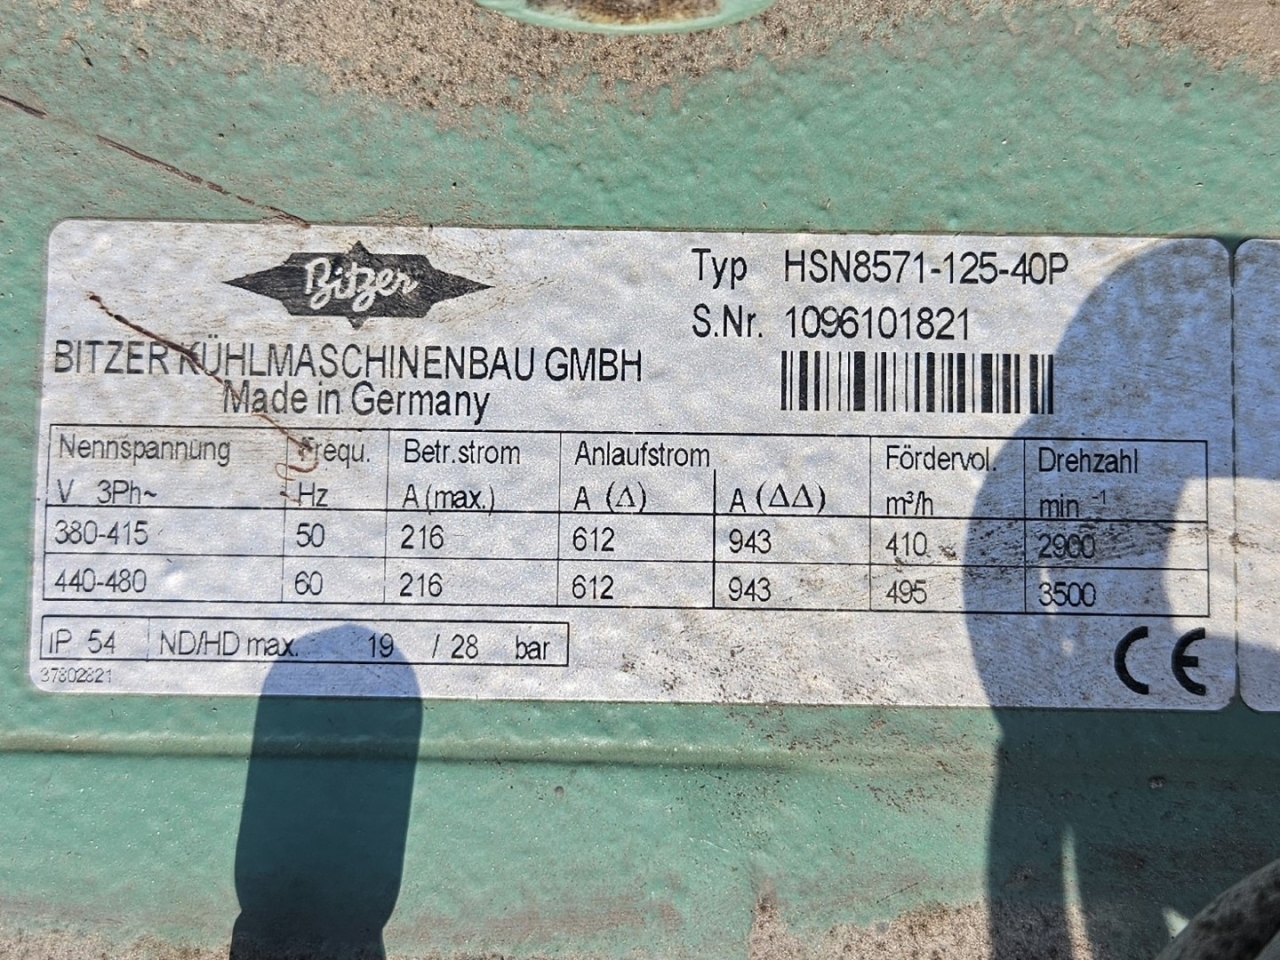 Bitzer
BITZER KÜHLMASCHINENBAU GMBH
Made in Germany
Typ HSN8571-125-40P
S.Nr. 1096101821
Nennspannung Frequ. Betr.strom Anlaufstrom Fördervol. Drehzahl
V 3Ph~ Hz A (max.) A (Δ) A (ΔΔ) m³/h min -1
380-415 50 216 612 943 410 2900
440-480 60 216 612 943 495 3500
IP 54 ND/HD max. 19 / 28 bar
37802821
CE